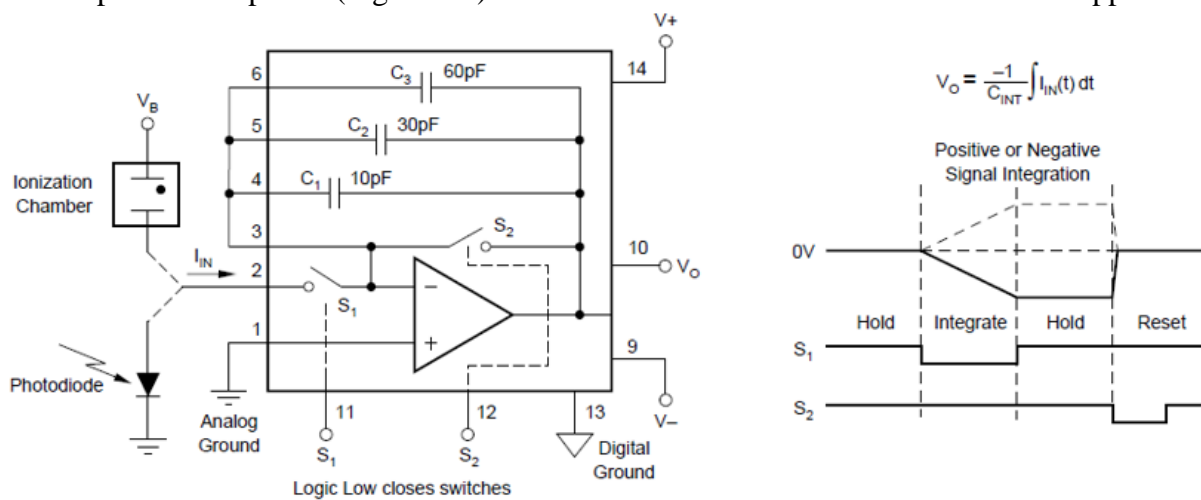 V+
6
C3
60pF
14
VB
5
C2
30pF
Ionization
Chamber
4
C1
10pF
3
S2
IIN
2
S1
10
VO
1
9
Photodiode
Analog
Ground
11
12
13
V–
S1
S2
Digital
Ground
Logic Low closes switches
VO = –1/CINT ∫IIN(t) dt
Positive or Negative
Signal Integration
0V
Hold Integrate Hold Reset
S1
S2